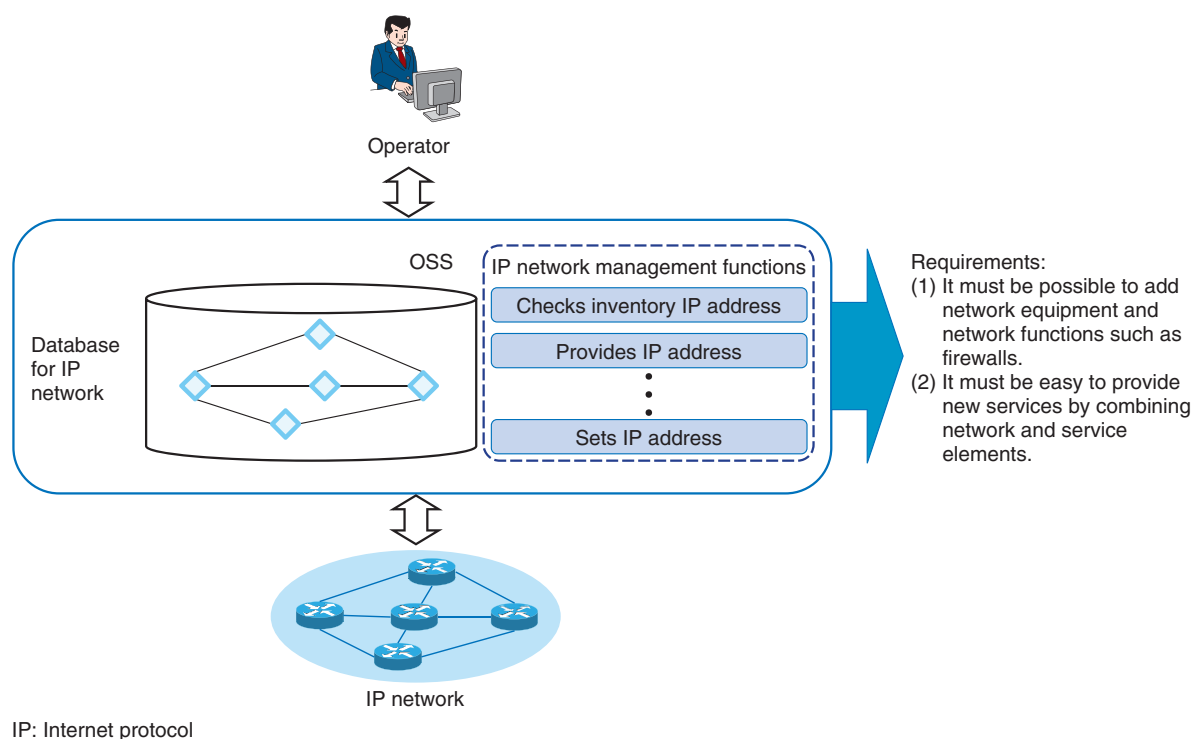 Operator
OSS
IP network management functions
Checks inventory IP address
Provides IP address
Sets IP address
Database
for IP
network
Requirements:
(1) It must be possible to add
network equipment and
network functions such as
firewalls.
(2) It must be easy to provide
new services by combining
network and service
elements.
IP network
IP: Internet protocol